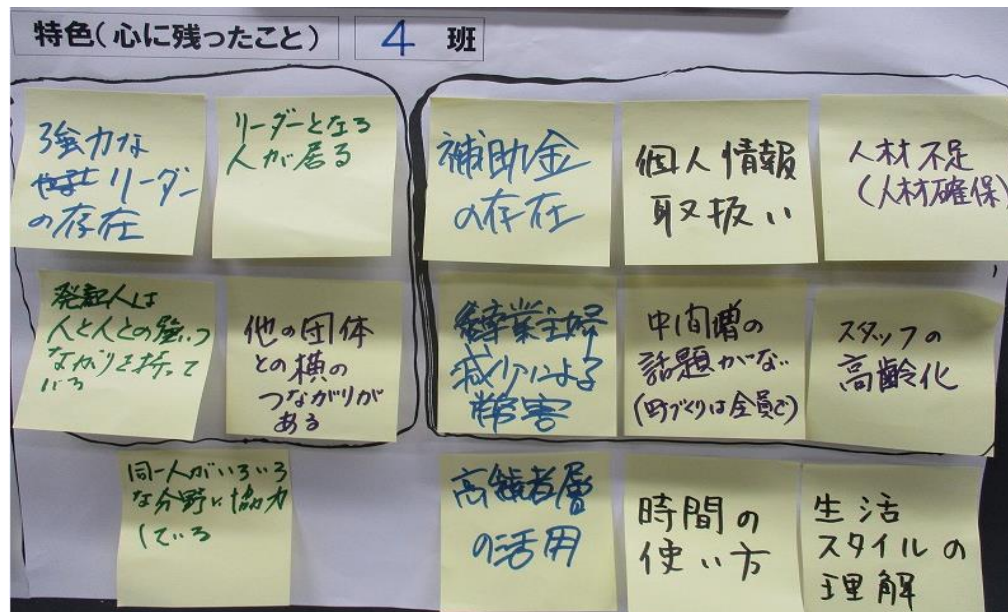 特色(心に残ったこと)
4 班
強力な
リーダー
の存在
リーダーとなる
人が居る
補助金
の存在
個人情報
取扱い
人材不足
(人材確保)
発起人は
人と人との強いつ
ながりを持って
いる
他の団体
との横の
つながりが
ある
専業主婦
減少による
弊害
中間増の
話題がない
(町づくりは全員で)
スタッフの
高齢化
同一人がいろいろ
な分野に協力
している
高齢者層
の活用
時間の
使い方
生活
スタイルの
理解